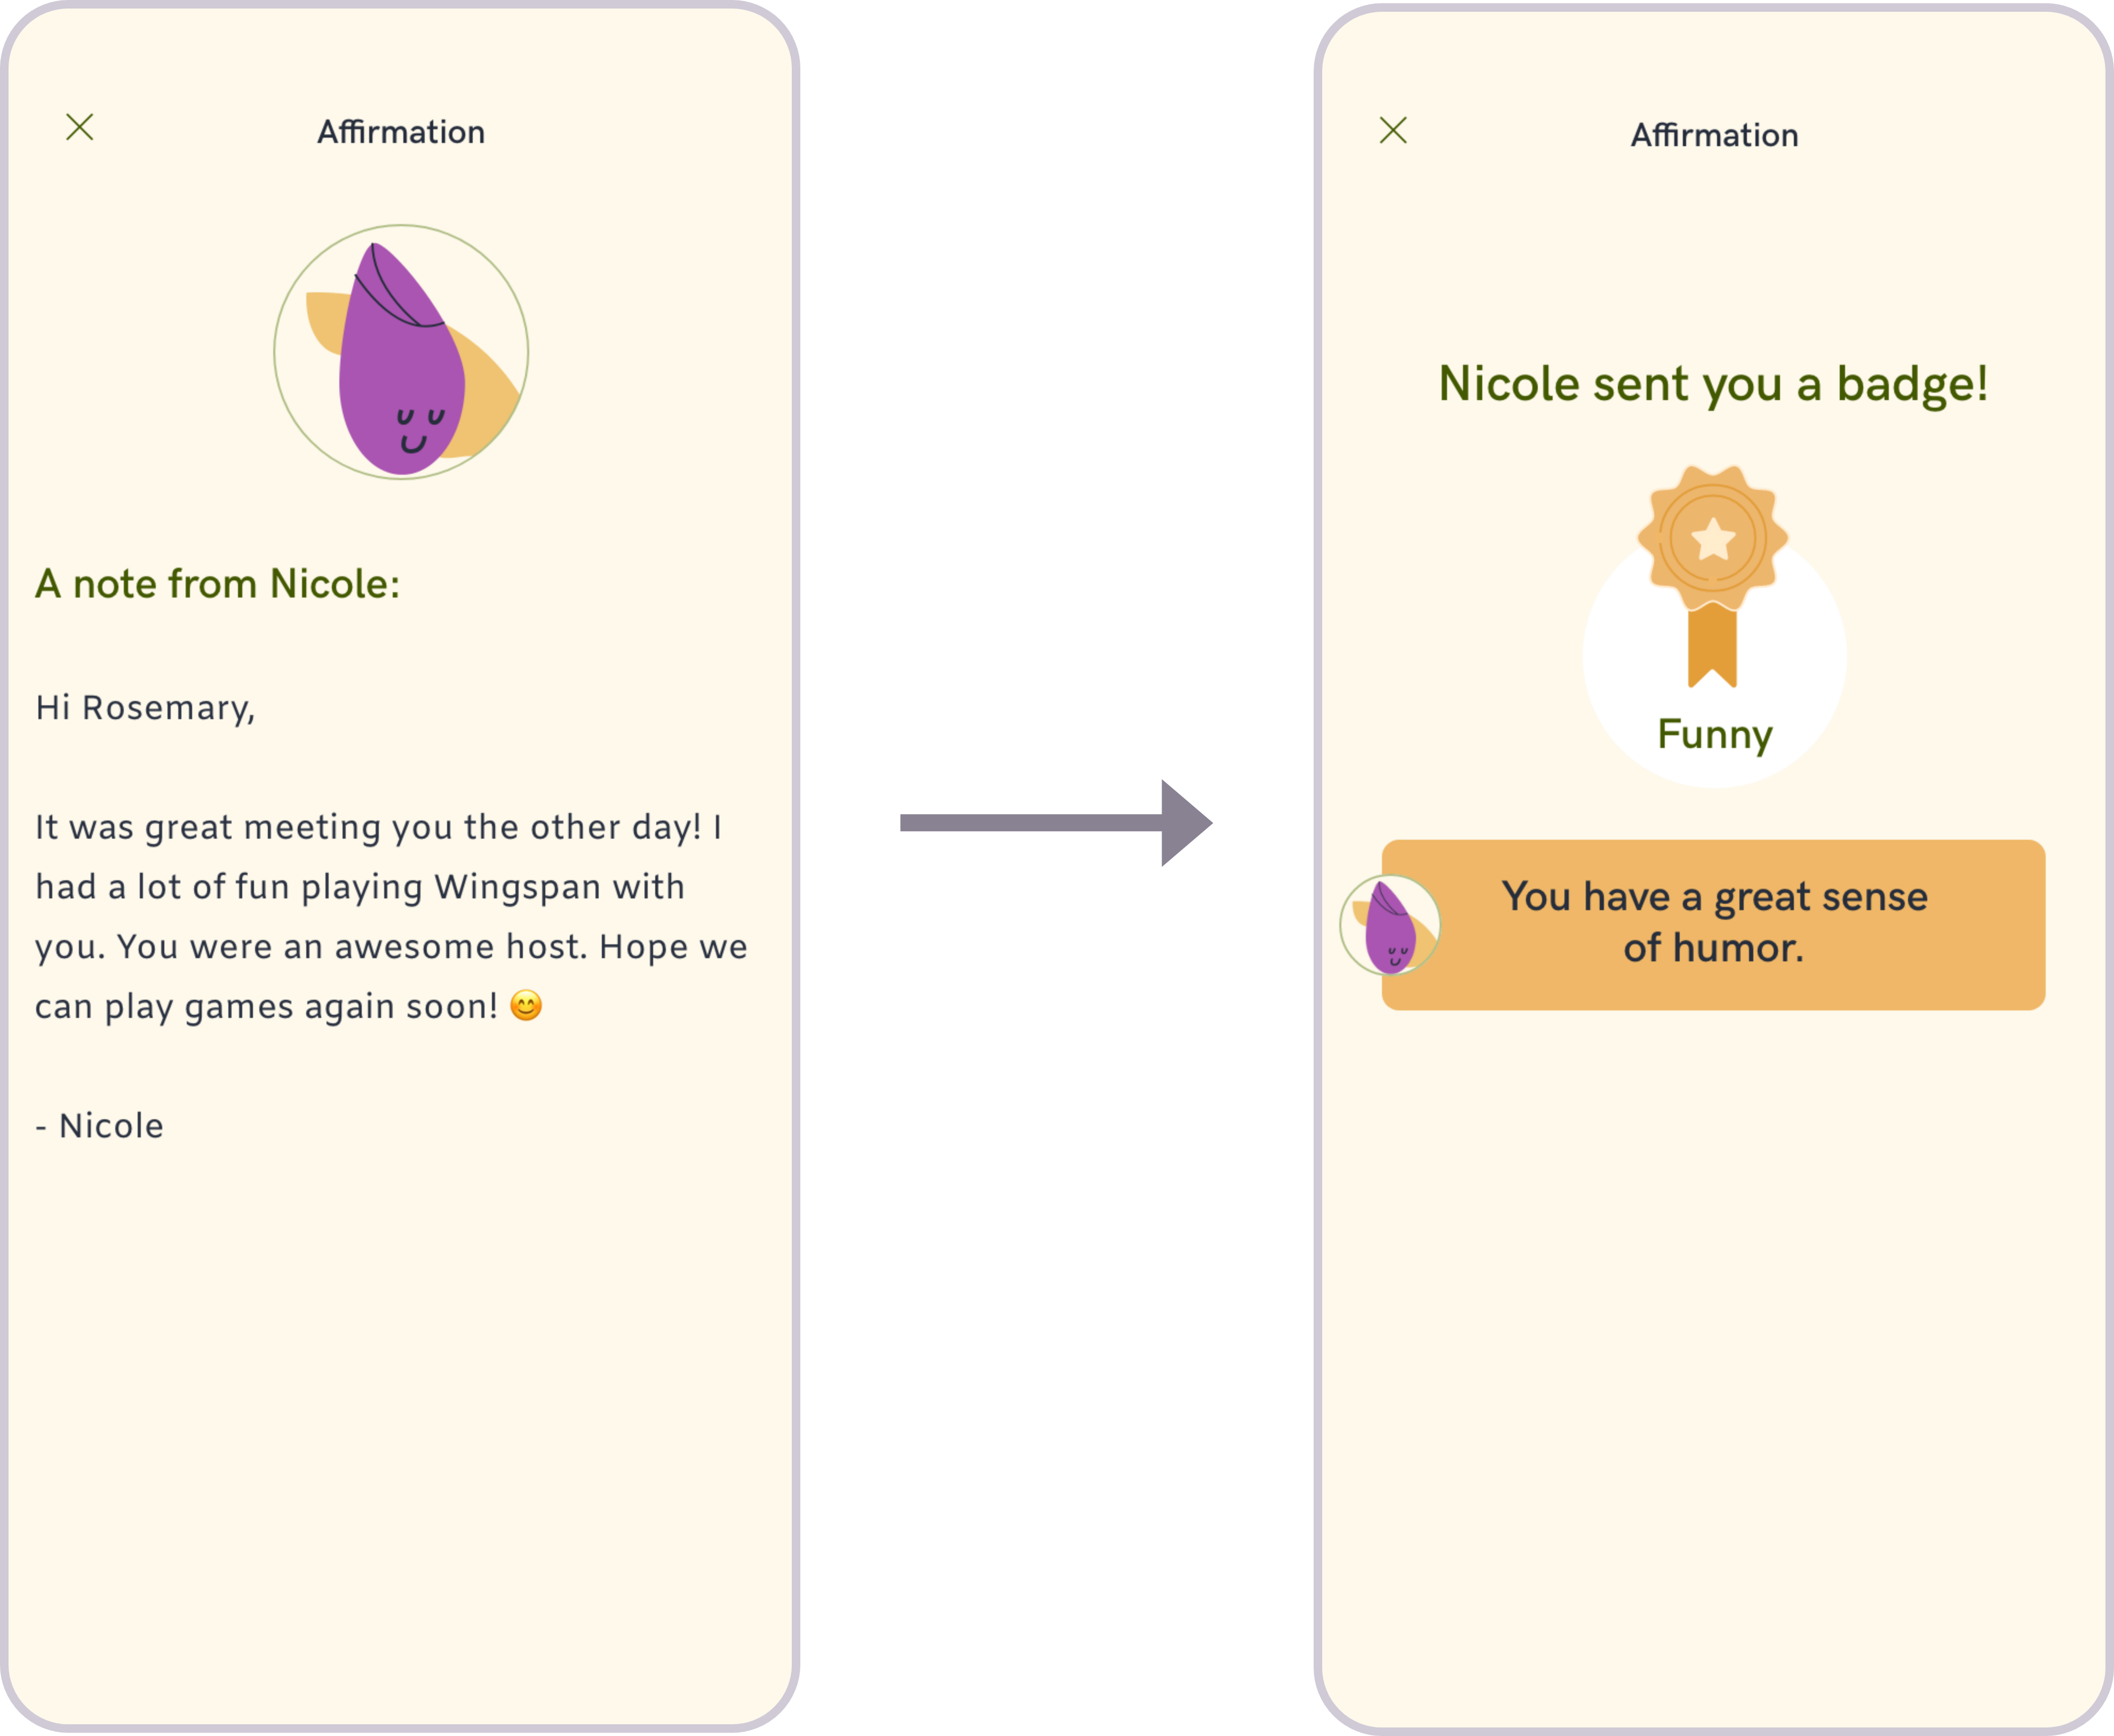 Affirmation
A note from Nicole:
Hi Rosemary,
It was great meeting you the other day! I
had a lot of fun playing Wingspan with
you. You were an awesome host. Hope we
can play games again soon! 😊
- Nicole
Affirmation
Nicole sent you a badge!
Funny
You have a great sense
of humor.